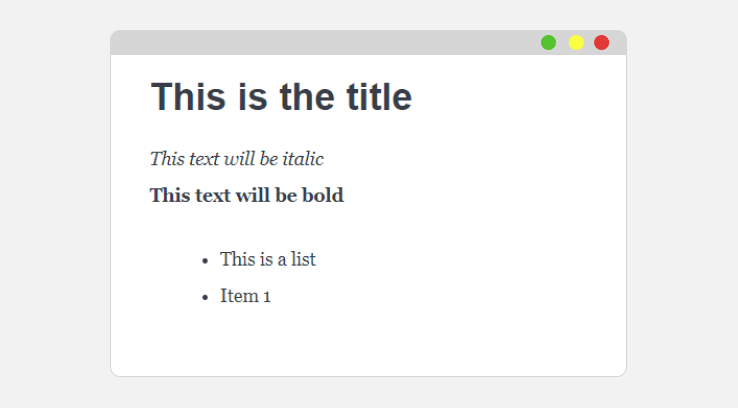 This is the title
This text will be italic
This text will be bold
This is a list
Item 1